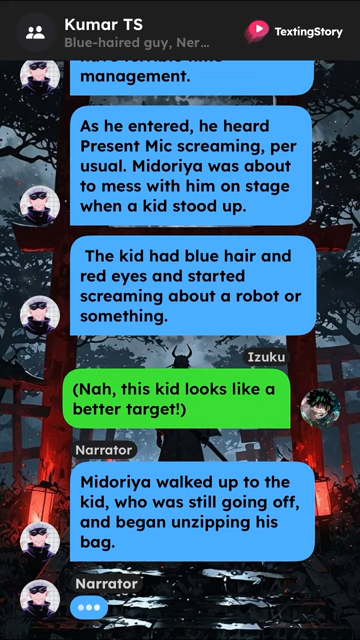 Kumar TS
Blue-haired guy, Ner...
TextingStory
have terrible time
management.
As he entered, he heard
Present Mic screaming, per
usual. Midoriya was about
to mess with him on stage
when a kid stood up.
The kid had blue hair and
red eyes and started
screaming about a robot or
something.
Izuku
(Nah, this kid looks like a
better target!)
Narrator
Midoriya walked up to the
kid, who was still going off,
and began unzipping his
bag.
Narrator